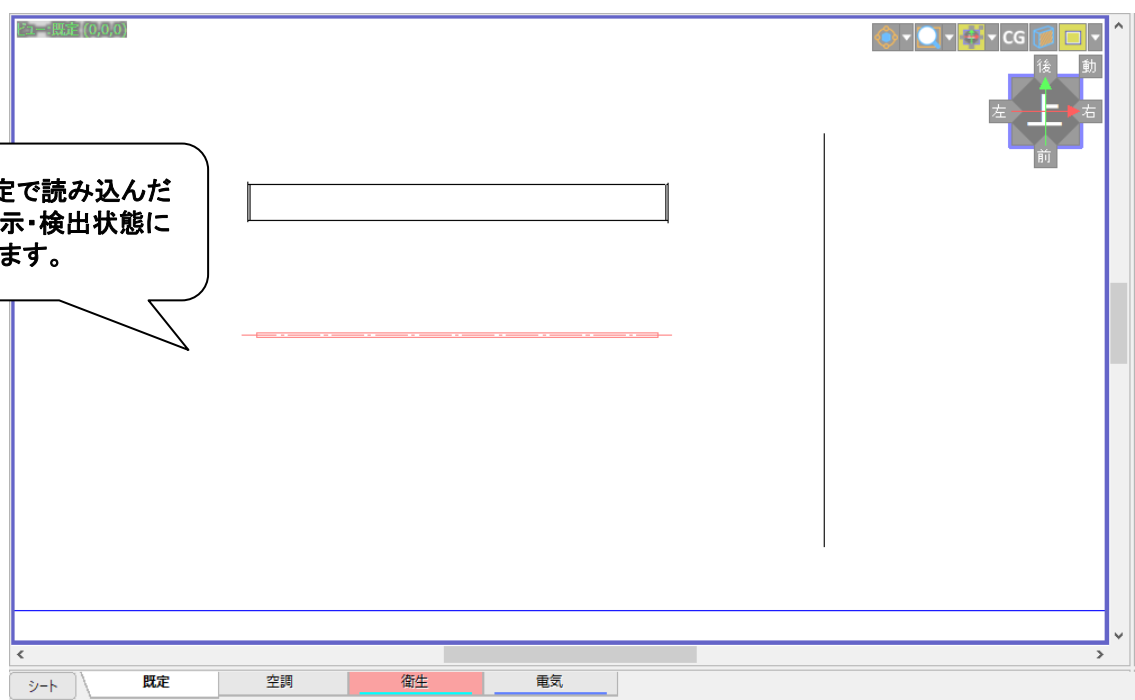 ビュー:既定 (0,0,0)
CG
後
動
左
上
右
前
定で読み込んだ
示・検出状態に
ます。
シート
既定
空調
衛生
電気